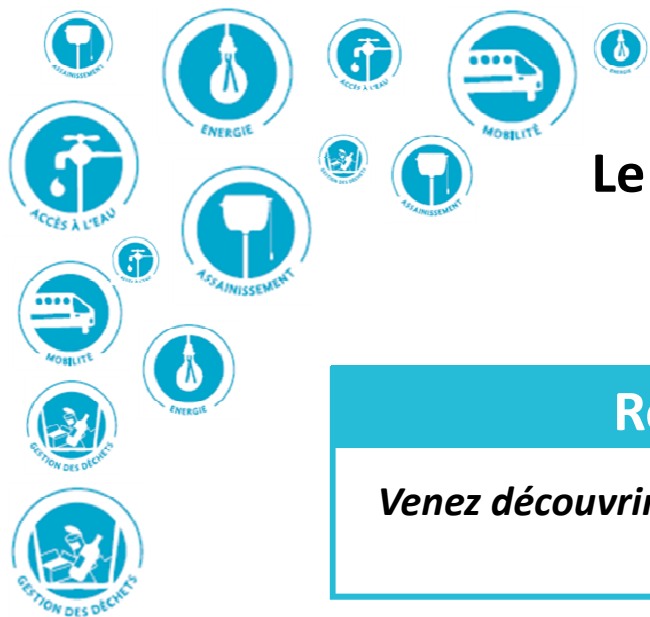 ASSAINISSEMENT
ENERGIE
ACCÈS À L'EAU
MOBILITÉ
ENERGIE
ACCÈS À L'EAU
GESTION DES DÉCHETS
ASSAINISSEMENT
Le
ASSAINISSEMENT
ACCÈS À L'EAU
MOBILITÉ
ENERGIE
GESTION DES DÉCHETS
Venez découvrir
GESTION DES DÉCHETS